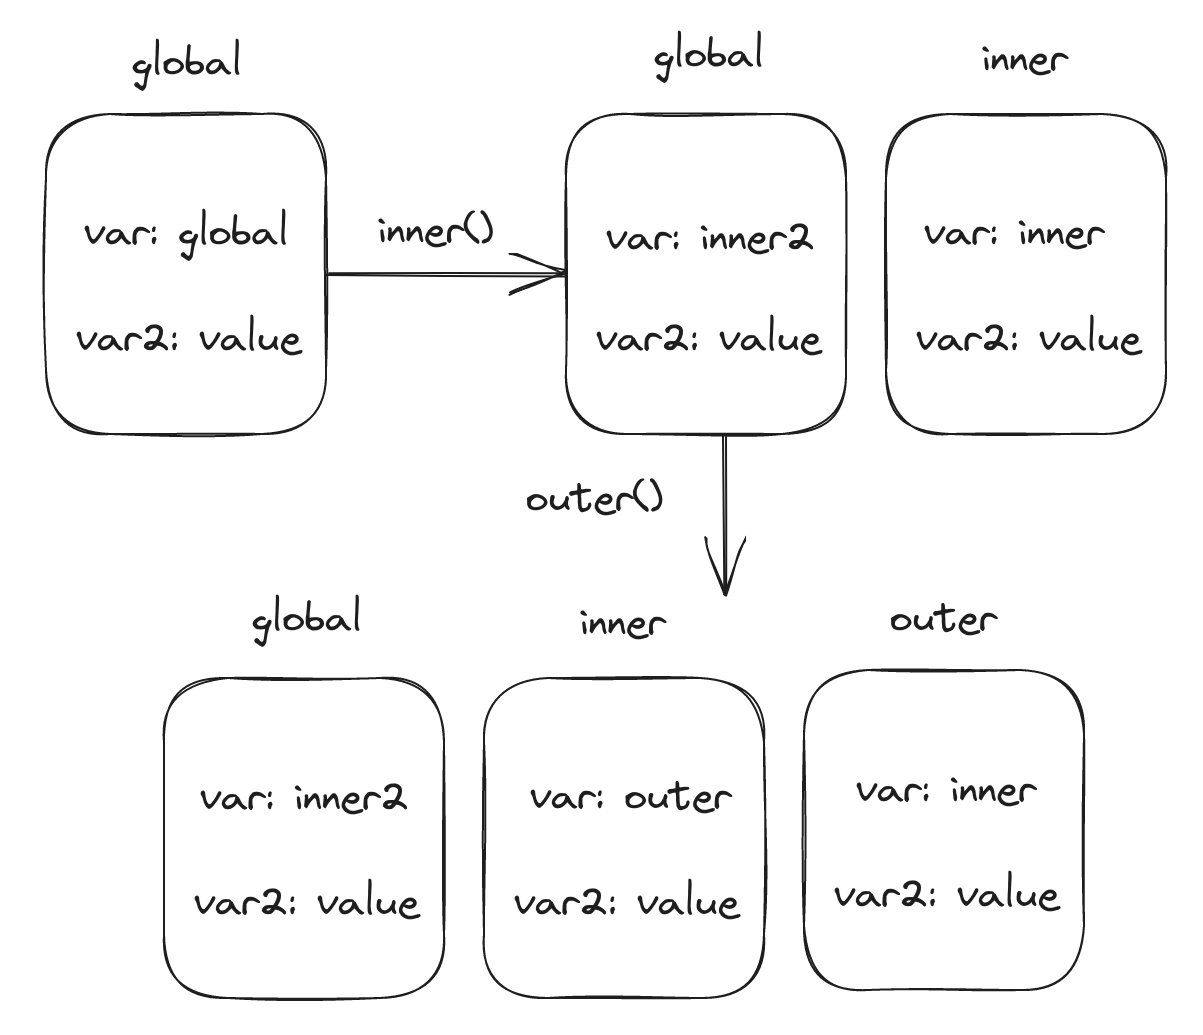 global
global
inner
var: global
var2: value
inner()
var: inner2
var2: value
var: inner
var2: value
outer()
global
inner
outer
var: inner2
var2: value
var: outer
var2: value
var: inner
var2: value